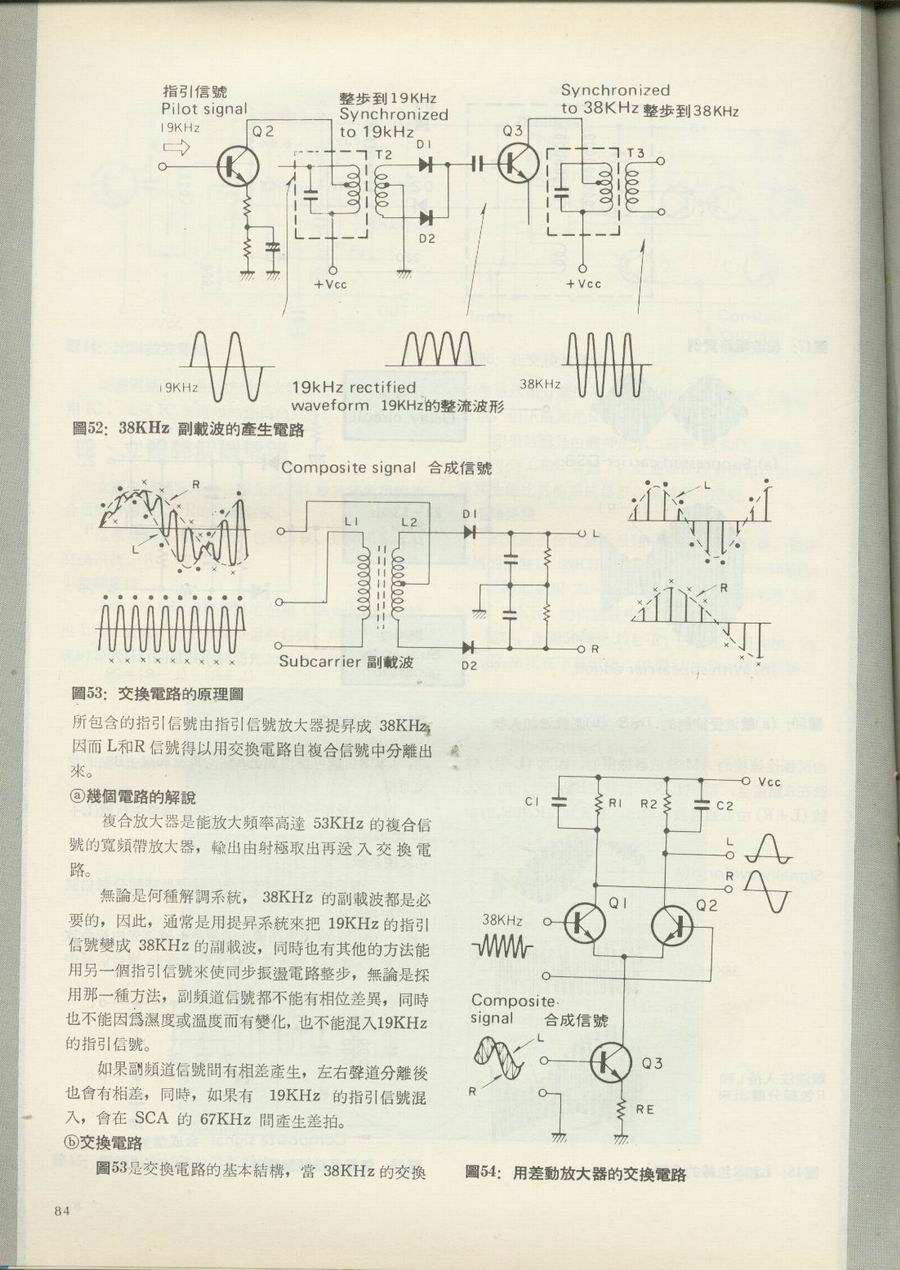 指引信號
Pilot signal
19KHz
Q2
整步到19KHz
Synchronized
to 19kHz
T2
D1
D2
+Vcc
Synchronized
to 38KHz 整步到38KHz
Q3
T3
+Vcc
19KHz
19kHz rectified
waveform 19KHz的整流波形
38KHz
圖52: 38KHz 副載波的產生電路
Composite signal 合成信號
R
L
L1
L2
D1
L
D2
R
Subcarrier 副載波
L
R
圖53: 交換電路的原理圖
所包含的指引信號由指引信號放大器提昇成 38KHz,
因而 L和R 信號得以用交換電路自複合信號中分離出
來。
ⓐ幾個電路的解說
複合放大器是能放大頻率高達 53KHz 的複合信
號的寬頻帶放大器，輸出由射極取出再送入交換電
路。
無論是何種解調系統， 38KHz 的副載波都是必
要的，因此，通常是用提昇系統來把 19KHz 的指引
信號變成 38KHz 的副載波，同時也有其他的方法能
用另一個指引信號來使同步振盪電路整步，無論是採
用那一種方法，副頻道信號都不能有相位差異，同時
也不能因爲濕度或溫度而有變化，也不能混入19KHz
的指引信號。
如果副頻道信號間有相差產生，左右聲道分離後
也會有相差，同時，如果有 19KHz 的指引信號混
入，會在 SCA 的 67KHz 間產生差拍。
ⓑ交換電路
圖53是交換電路的基本結構，當 38KHz 的交換
Vcc
C1
R1
R2
C2
L
R
Q1
Q2
38KHz
Composite
signal 合成信號
L
R
Q3
RE
圖54: 用差動放大器的交換電路
84